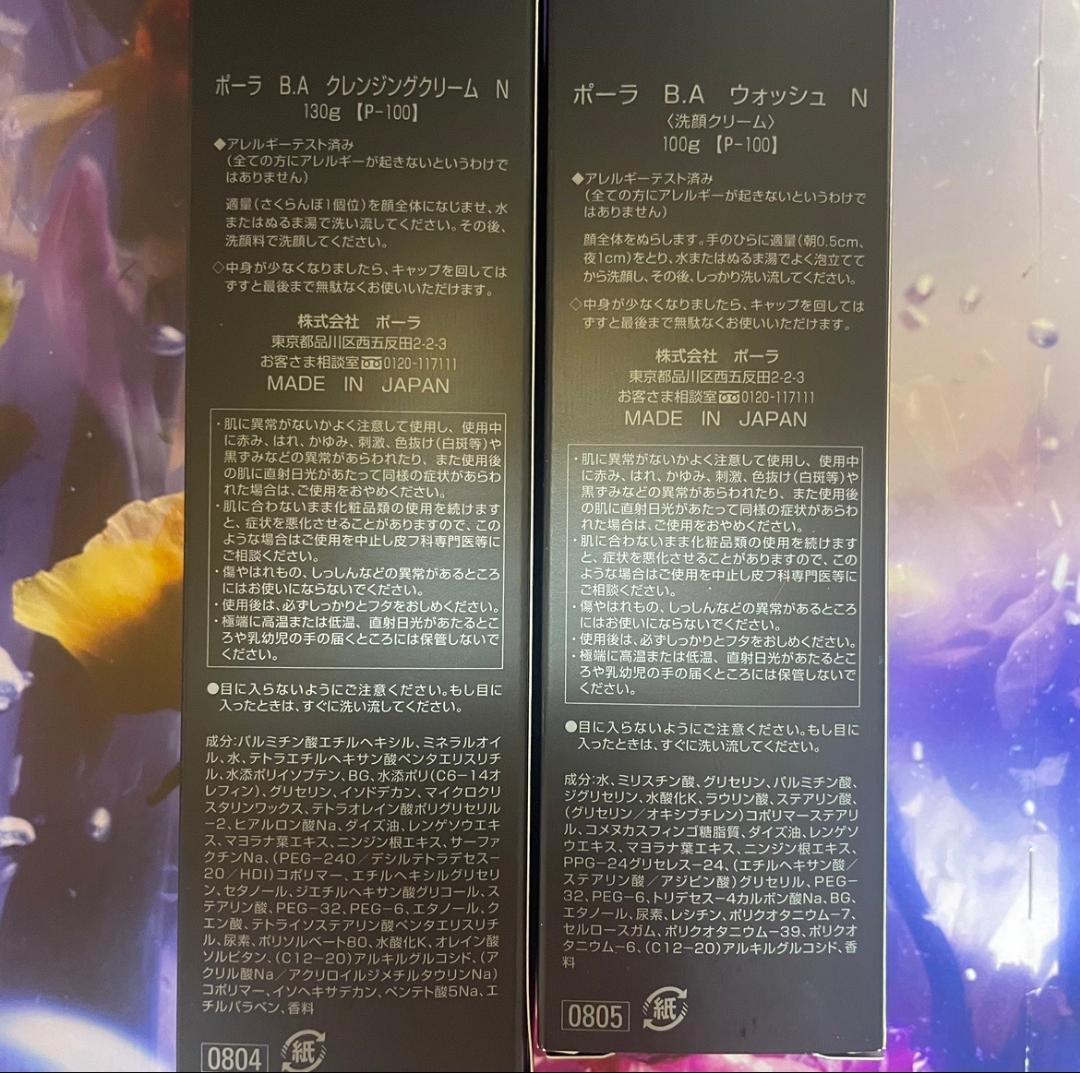 ポーラ B.A クレンジングクリーム N
130g 【P-100】
◆アレルギーテスト済み
(全ての方にアレルギーが起きないというわけで
はありません)
適量(さくらんぼ1個位)を顔全体になじませ、水
またはぬるま湯で洗い流してください。その後、
洗顔料で洗顔してください。
◇中身が少なくなりましたら、キャップを回しては
ずすと最後まで無駄なくお使いいただけます。
株式会社 ポーラ
東京都品川区西五反田2-2-3
お客さま相談室0120-117111
MADE IN JAPAN
・肌に異常がないかよく注意して使用し、使用中
に赤み、はれ、かゆみ、刺激、色抜け(白斑等)や
黒ずみなどの異常があらわれたり、また使用後
の肌に直射日光があたって同様の症状があらわ
れた場合は、ご使用をおやめください。
・肌に合わないまま化粧品類の使用を続けます
と、症状を悪化させることがありますので、この
ような場合はご使用を中止し皮フ科専門医等に
ご相談ください。
・傷やはれもの、しっしんなどの異常があるところ
にはお使いにならないでください。
・使用後は、必ずしっかりとフタをおしめください。
・極端に高温または低温、直射日光があたるとこ
ろや乳幼児の手の届くところには保管しないで
ください。
●目に入らないようにご注意ください。もし目に
入ったときは、すぐに洗い流してください。
成分:パルミチン酸エチルヘキシル、ミネラルオイ
ル、水、テトラエチルヘキサン酸ペンタエリスリチ
ル、水添ポリイソブテン、BG、水添ポリ(C6-14オ
レフィン)、グリセリン、イソドデカン、マイクロクリ
スタリンワックス、テトラオレイン酸ポリグリセリル
-2、ヒアルロン酸Na、ダイズ油、レンゲソウエキ
ス、マヨラナ葉エキス、ニンジン根エキス、サーファ
クチンNa、(PEG-240/デシルテトラデセス-
20/HDI)コポリマー、エチルヘキシルグリセリ
ン、セタノール、ジエチルヘキサン酸グリコール、ス
テアリン酸、PEG-32、PEG-6、エタノール、ク
エン酸、テトライソステアリン酸ペンタエリスリチ
ル、尿素、ポリソルベート80、水酸化K、オレイン酸
ソルビタン、(C12-20)アルキルグルコシド、(ア
クリル酸Na/アクリロイルジメチルタウリンNa)
コポリマー、イソヘキサデカン、ペンテト酸5Na、エ
チルパラベン、香料
0804
紙
ポーラ B.A ウォッシュ N
〈洗顔クリーム〉
100g 【P-100】
◆アレルギーテスト済み
(全ての方にアレルギーが起きないというわけで
はありません)
顔全体をぬらします。手のひらに適量(朝0.5cm、
夜1cm)をとり、水またはぬるま湯でよく泡立てて
から洗顔し、その後、しっかり洗い流してください。
◇中身が少なくなりましたら、キャップを回しては
ずすと最後まで無駄なくお使いいただけます。
株式会社 ポーラ
東京都品川区西五反田2-2-3
お客さま相談室0120-117111
MADE IN JAPAN
・肌に異常がないかよく注意して使用し、使用中
に赤み、はれ、かゆみ、刺激、色抜け(白斑等)や
黒ずみなどの異常があらわれたり、また使用後
の肌に直射日光があたって同様の症状があらわ
れた場合は、ご使用をおやめください。
・肌に合わないまま化粧品類の使用を続けます
と、症状を悪化させることがありますので、この
ような場合はご使用を中止し皮フ科専門医等に
ご相談ください。
・傷やはれもの、しっしんなどの異常があるところ
にはお使いにならないでください。
・使用後は、必ずしっかりとフタをおしめください。
・極端に高温または低温、直射日光があたるとこ
ろや乳幼児の手の届くところには保管しないで
ください。
●目に入らないようにご注意ください。もし目に
入ったときは、すぐに洗い流してください。
成分:水、ミリスチン酸、グリセリン、パルミチン酸、
ジグリセリン、水酸化K、ラウリン酸、ステアリン酸、
(グリセリン/オキシブチレン)コポリマーステアリ
ル、コメヌカスフィンゴ糖脂質、ダイズ油、レンゲソ
ウエキス、マヨラナ葉エキス、ニンジン根エキス、
PPG-24グリセレス-24、(エチルヘキサン酸/
ステアリン酸/アジピン酸)グリセリル、PEG-
32、PEG-6、トリデセス-4カルボン酸Na、BG、
エタノール、尿素、レシチン、ポリクオタニウム-7、
セルロースガム、ポリクオタニウム-39、ポリクオ
タニウム-6、(C12-20)アルキルグルコシド、香
料
0805
紙